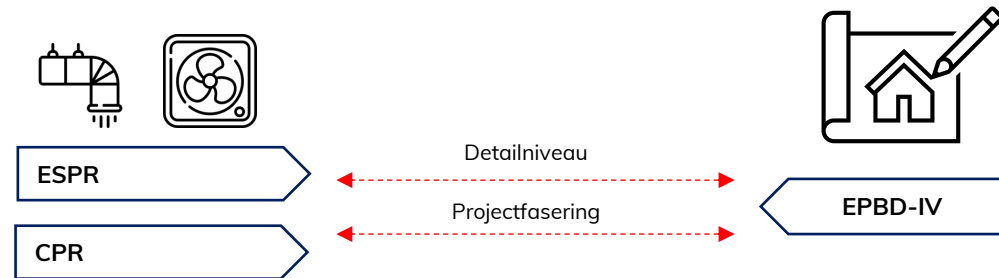 Detailniveau
ESPR
Projectfasering
EPBD-IV
CPR